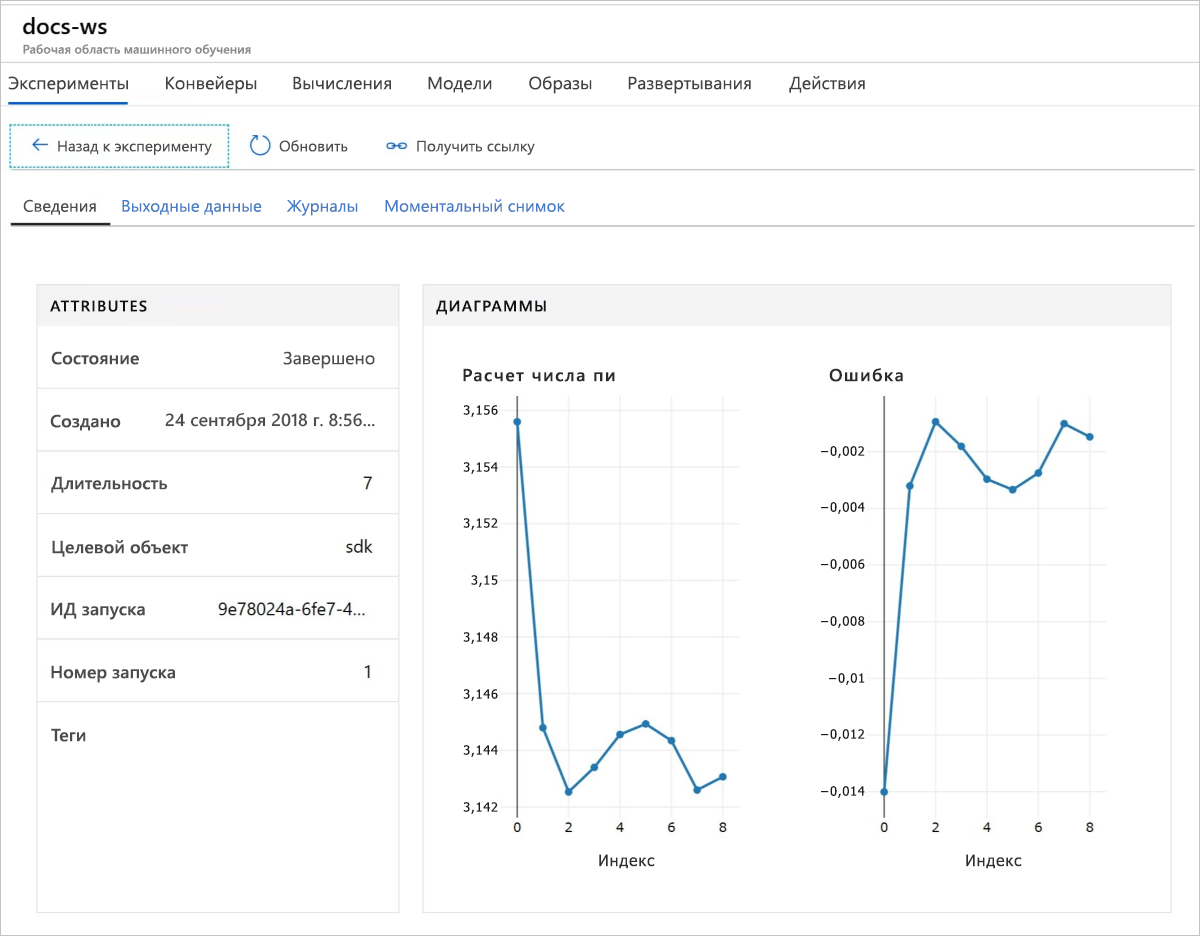 docs-ws
Рабочая область машинного обучения
Эксперименты Конвейеры Вычисления Модели Образы Развертывания Действия
Назад к эксперименту Обновить Получить ссылку
Сведения Выходные данные Журналы Моментальный снимок
ATTRIBUTES
Состояние Завершено
Создано 24 сентября 2018 г. 8:56...
Длительность 7
Целевой объект sdk
ИД запуска 9e78024a-6fe7-4...
Номер запуска 1
Теги
ДИАГРАММЫ
Расчет числа пи
3,156
3,154
3,152
3,15
3,148
3,146
3,144
3,142
0 2 4 6 8
Индекс
Ошибка
−0,002
−0,004
−0,006
−0,008
−0,01
−0,012
−0,014
0 2 4 6 8
Индекс